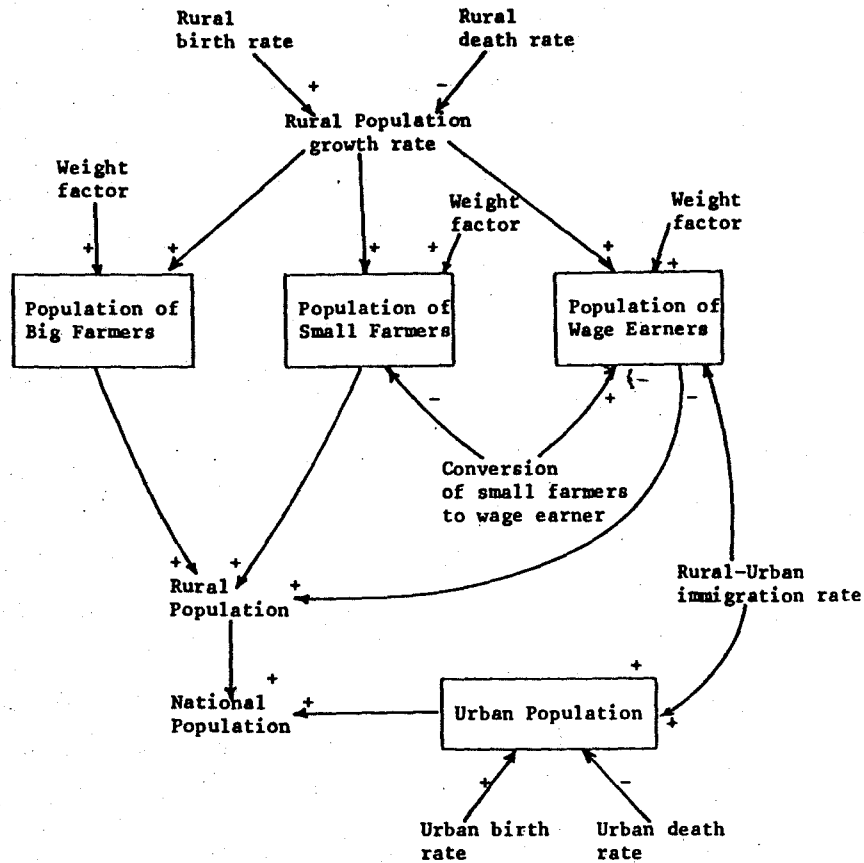 Rural
birth rate
Rural
death rate
+
−
Rural Population
growth rate
Weight
factor
Weight
factor
Weight
factor
+
+
+
+
+
+
Population of
Big Farmers
Population of
Small Farmers
Population of
Wage Earners
−
+
{−
−
Conversion
of small farmers
to wage earner
+
+
+
Rural
Population
Rural-Urban
immigration rate
+
+
+
National
Population
Urban Population
+
+
−
Urban birth
rate
Urban death
rate